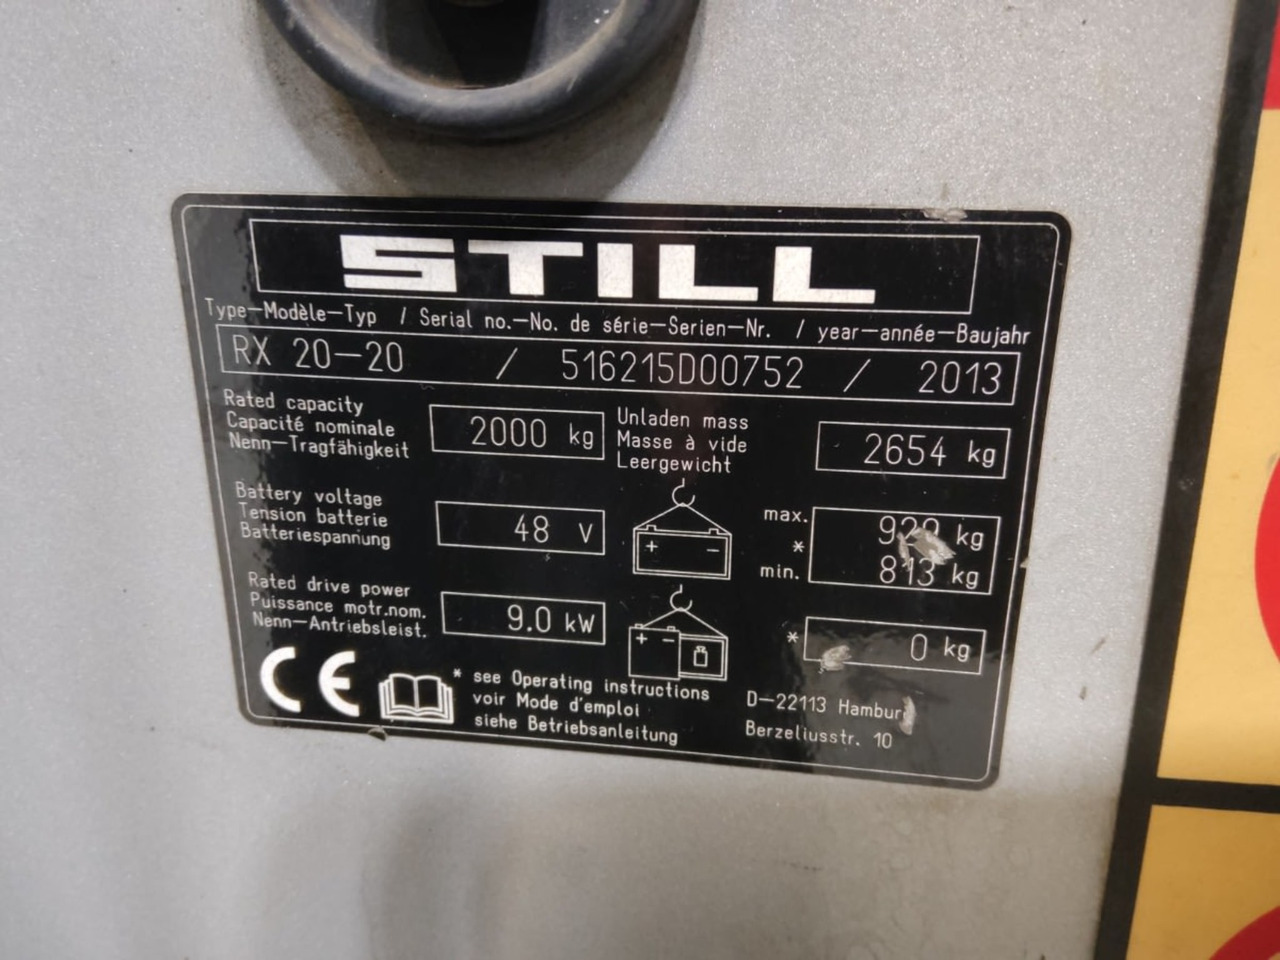 STILL
Type-Modèle-Typ / Serial no.-No. de série-Serien-Nr. / year-année-Baujahr
RX 20-20 / 516215D00752 / 2013
Rated capacity
Capacité nominale
Nenn-Tragfähigkeit
2000 kg
Unladen mass
Masse à vide
Leergewicht
2654 kg
Battery voltage
Tension batterie
Batteriespannung
48 V
+ -
max.
*
min.
kg
813 kg
Rated drive power
Puissance motr.nom.
Nenn-Antriebsleist.
9.0 kW
+ -
* 0 kg
CE
* see Operating instructions
voir Mode d'emploi
siehe Betriebsanleitung
D-22113 Hamburg
Berzeliusstr. 10